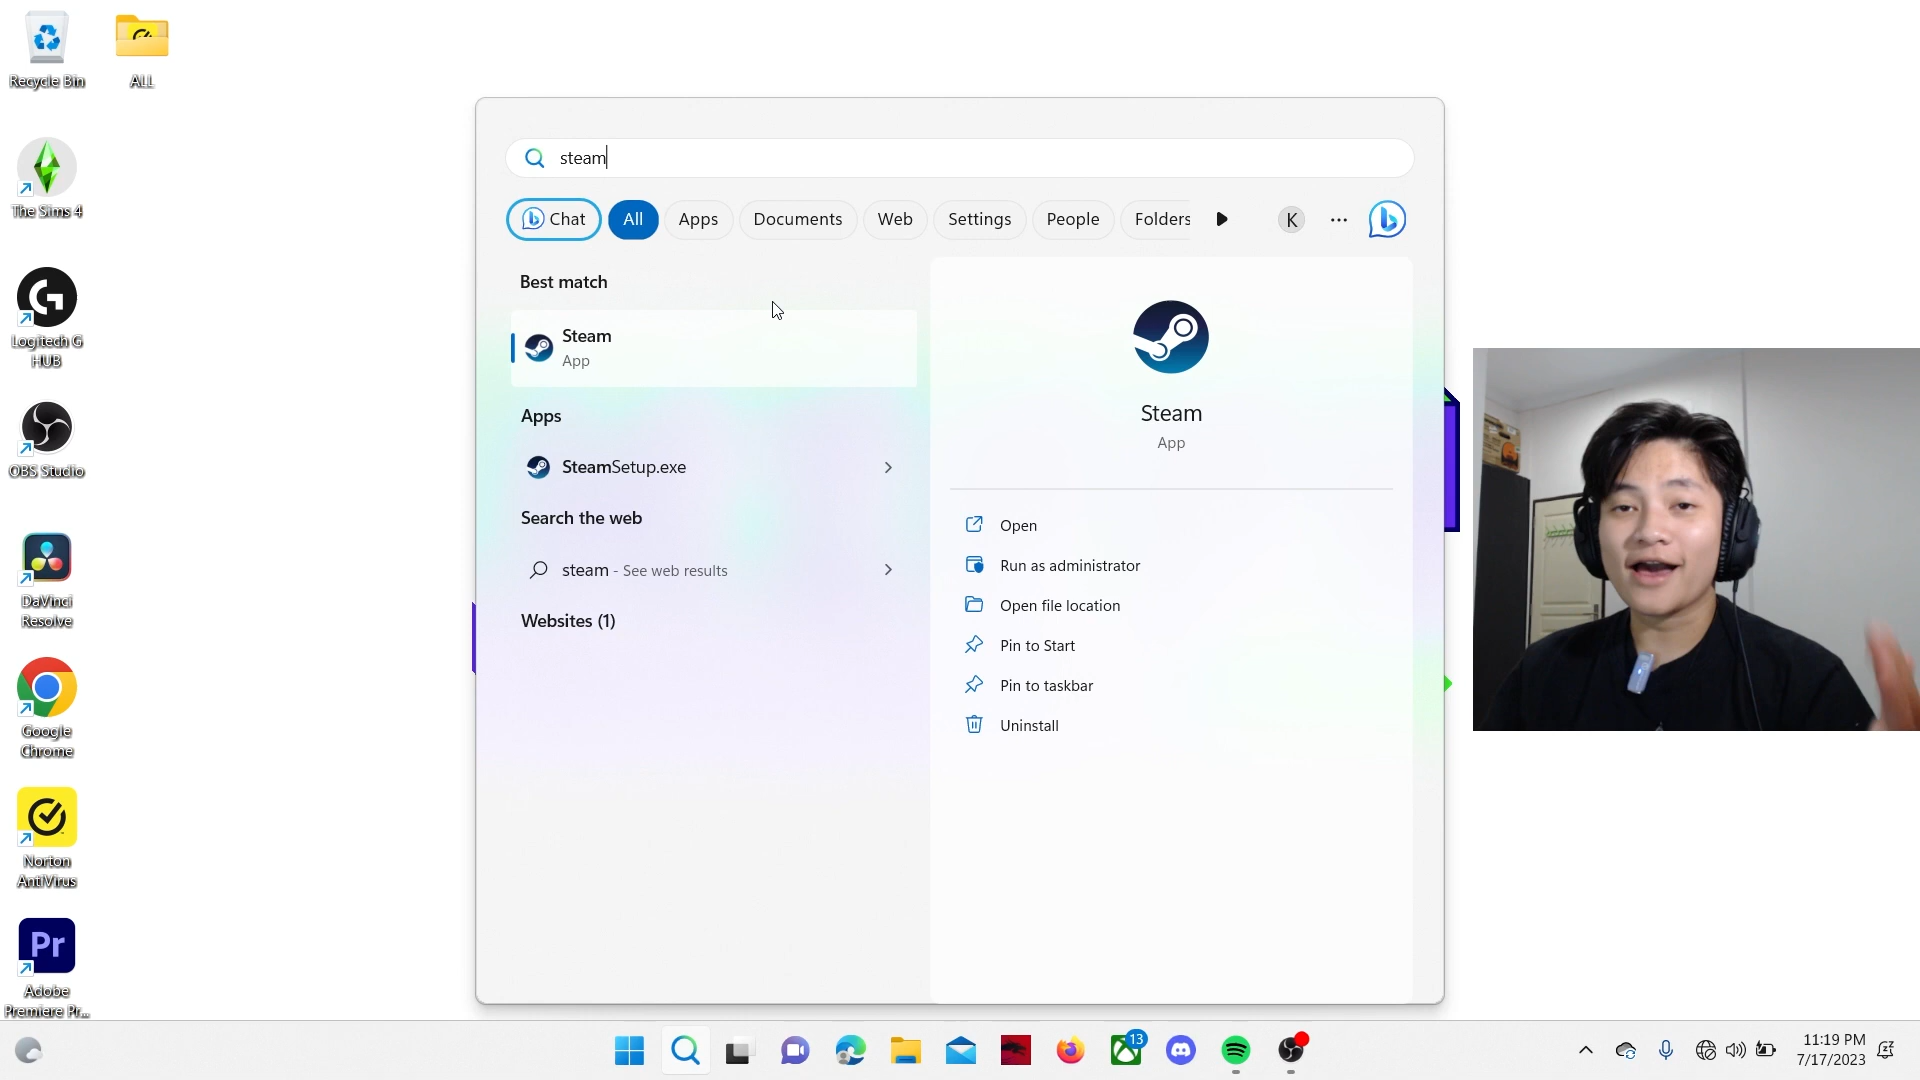 Recycle Bin
ALL
The Sims 4
Logitech G
HUB
OBS Studio
DaVinci
Resolve
Google
Chrome
Norton
AntiVirus
Pr
Adobe
Premiere Pr...
steam
Chat
All
Apps
Documents
Web
Settings
People
Folders
K
Best match
Steam
App
Apps
SteamSetup.exe
Search the web
steam - See web results
Websites (1)
Steam
App
Open
Run as administrator
Open file location
Pin to Start
Pin to taskbar
Uninstall
13
11:19 PM
7/17/2023